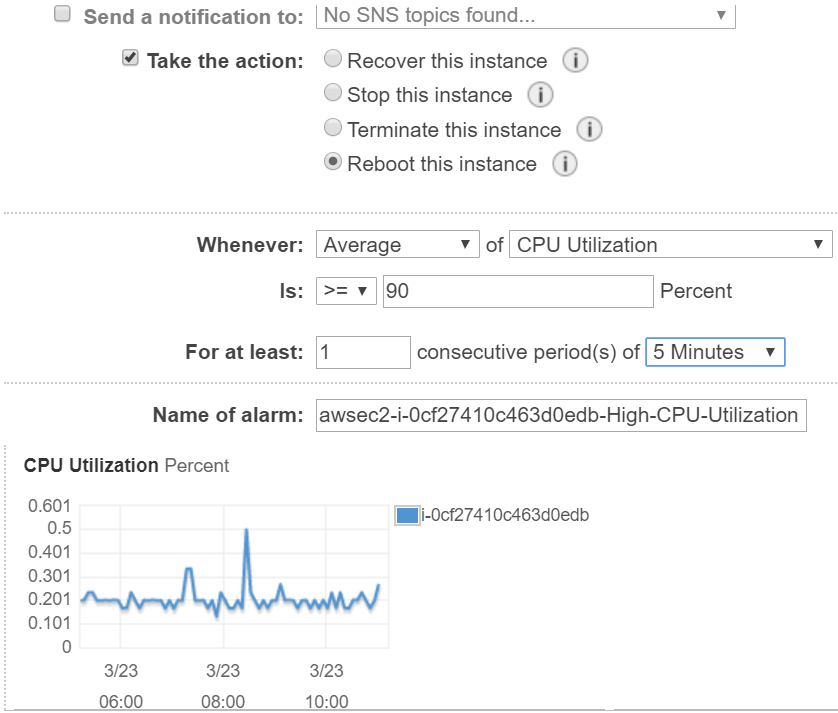 Send a notification to: No SNS topics found...
Take the action: Recover this instance i
Stop this instance i
Terminate this instance i
Reboot this instance i
Whenever: Average of CPU Utilization
Is: >= 90 Percent
For at least: 1 consecutive period(s) of 5 Minutes
Name of alarm: awsec2-i-0cf27410c463d0edb-High-CPU-Utilization
CPU Utilization Percent
0.601
0.5
0.401
0.301
0.201
0.101
0
i-0cf27410c463d0edb
3/23 3/23 3/23
06:00 08:00 10:00